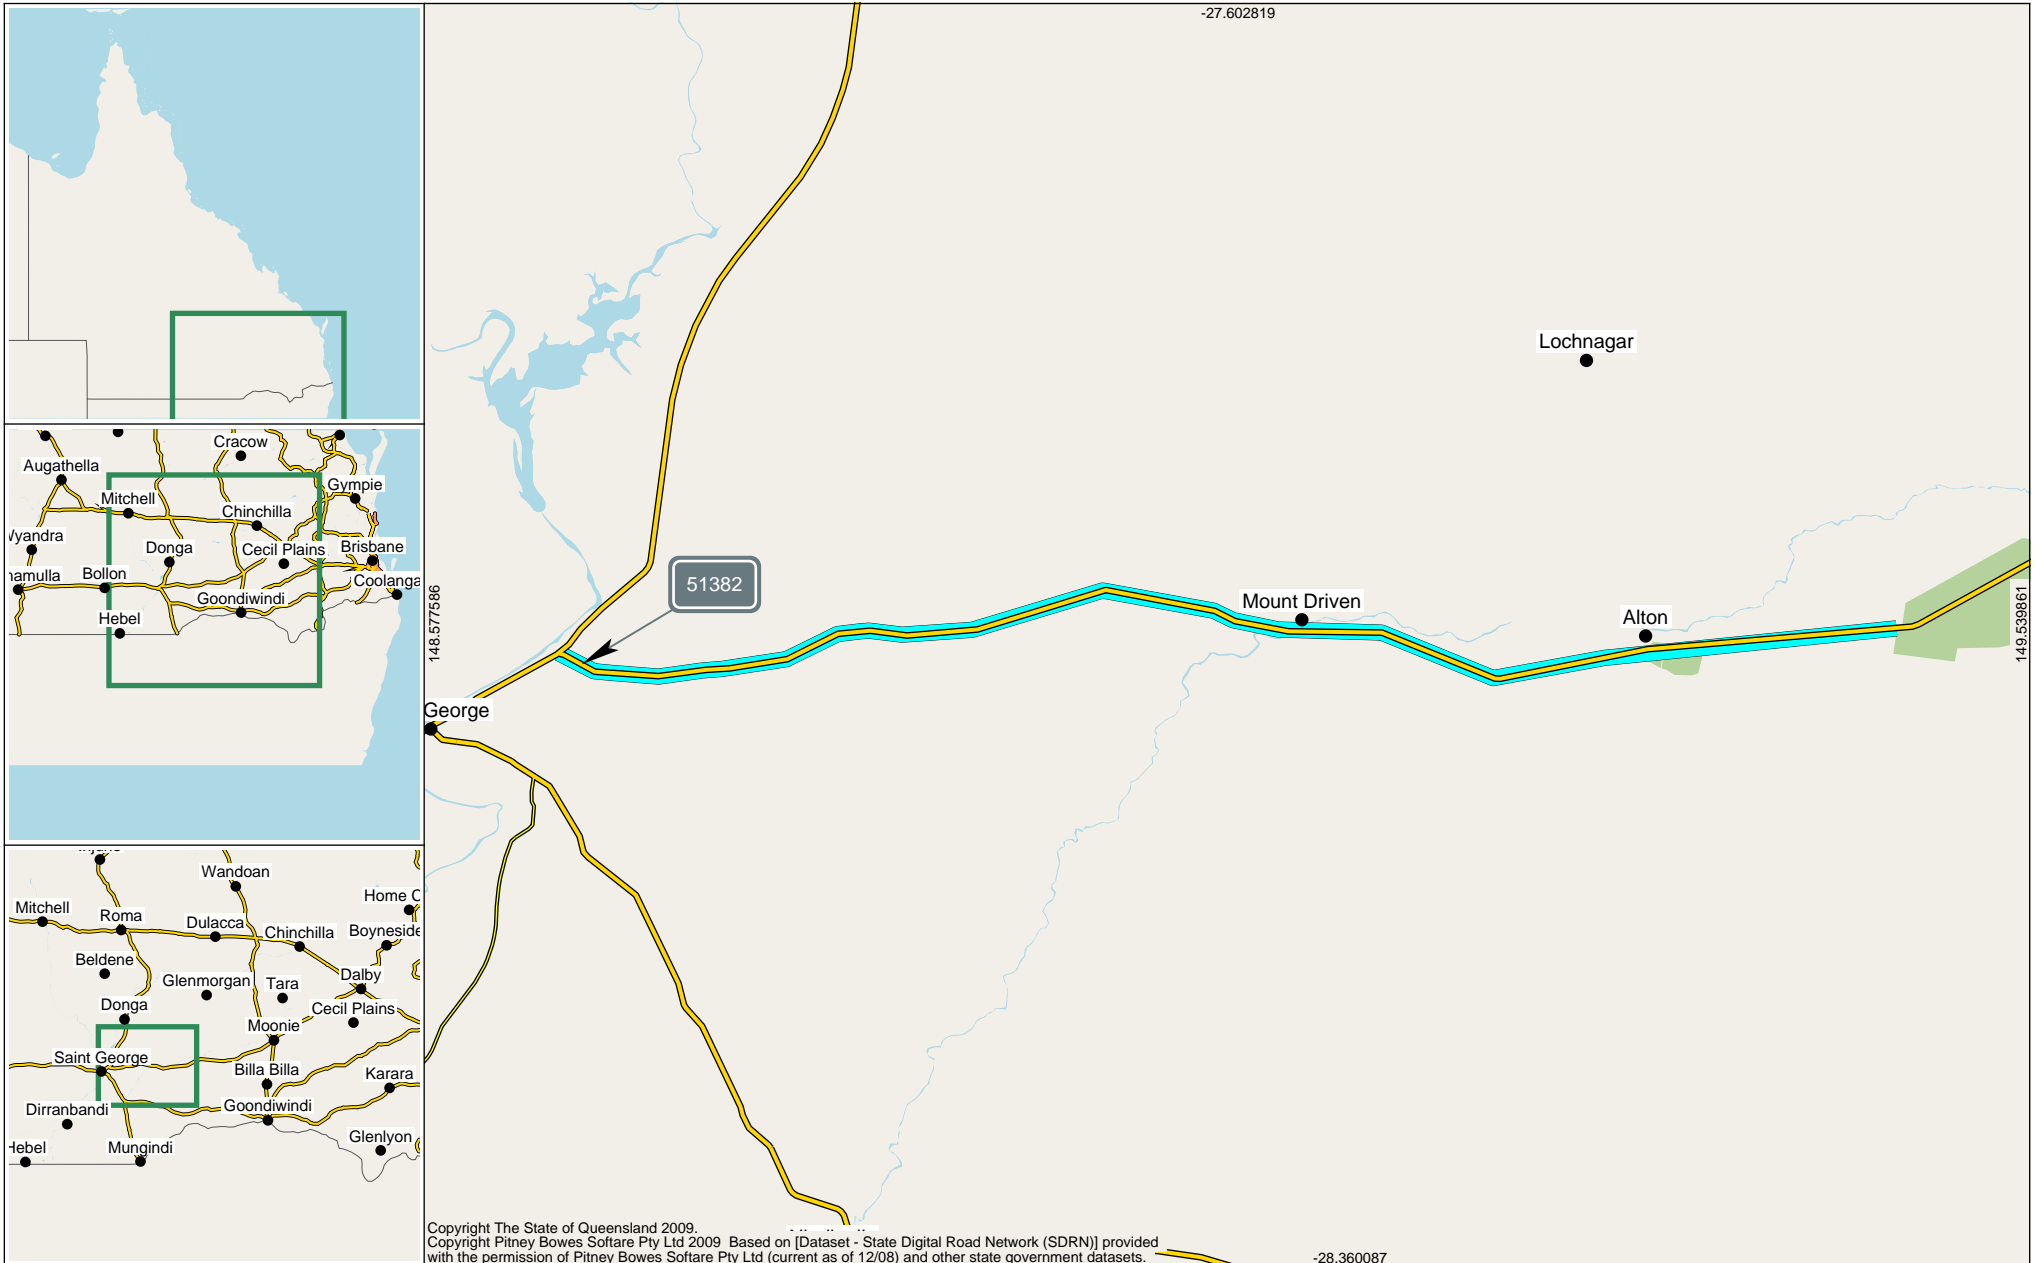 Cracow
Augathella
Gympie
Mitchell
Chinchilla
Donga
Cecil Plains
Brisbane
Bollon
Goondiwindi
Hebel
Wandoan
Mitchell
Roma
Dulacca
Chinchilla
Beldene
Glenmorgan
Tara
Dalby
Donga
Cecil Plains
Moonie
Saint George
Billa Billa
Karara
Dirranbandi
Goondiwindi
Mungindi
Glenlyon
-27.602819
Lochnagar
51382
148.577586
Mount Driven
Alton
149.539861
George
Copyright The State of Queensland 2009.
Copyright Pitney Bowes Softare Pty Ltd 2009 Based on [Dataset - State Digital Road Network (SDRN)] provided
with the permission of Pitney Bowes Softare Pty Ltd (current as of 12/08) and other state government datasets.
-28.360087